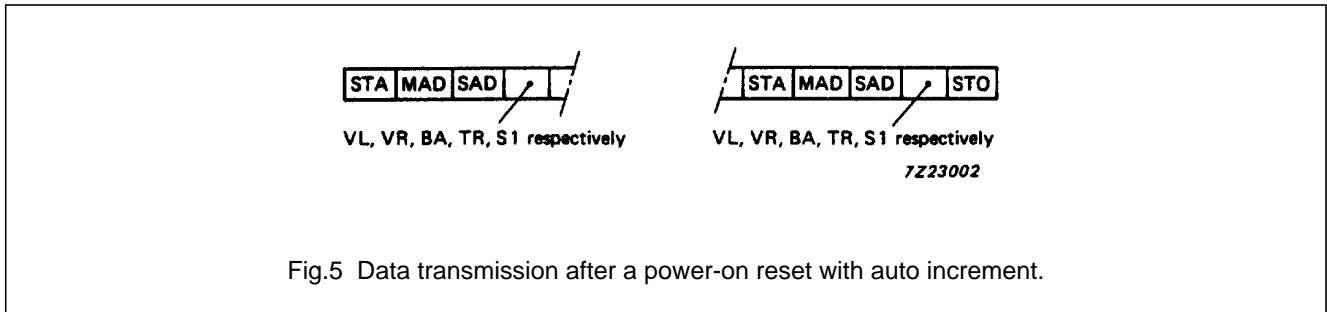 STA MAD SAD STA MAD SAD STO
VL, VR, BA, TR, S1 respectively VL, VR, BA, TR, S1 respectively
7Z23002
Fig.5 Data transmission after a power-on reset with auto increment.